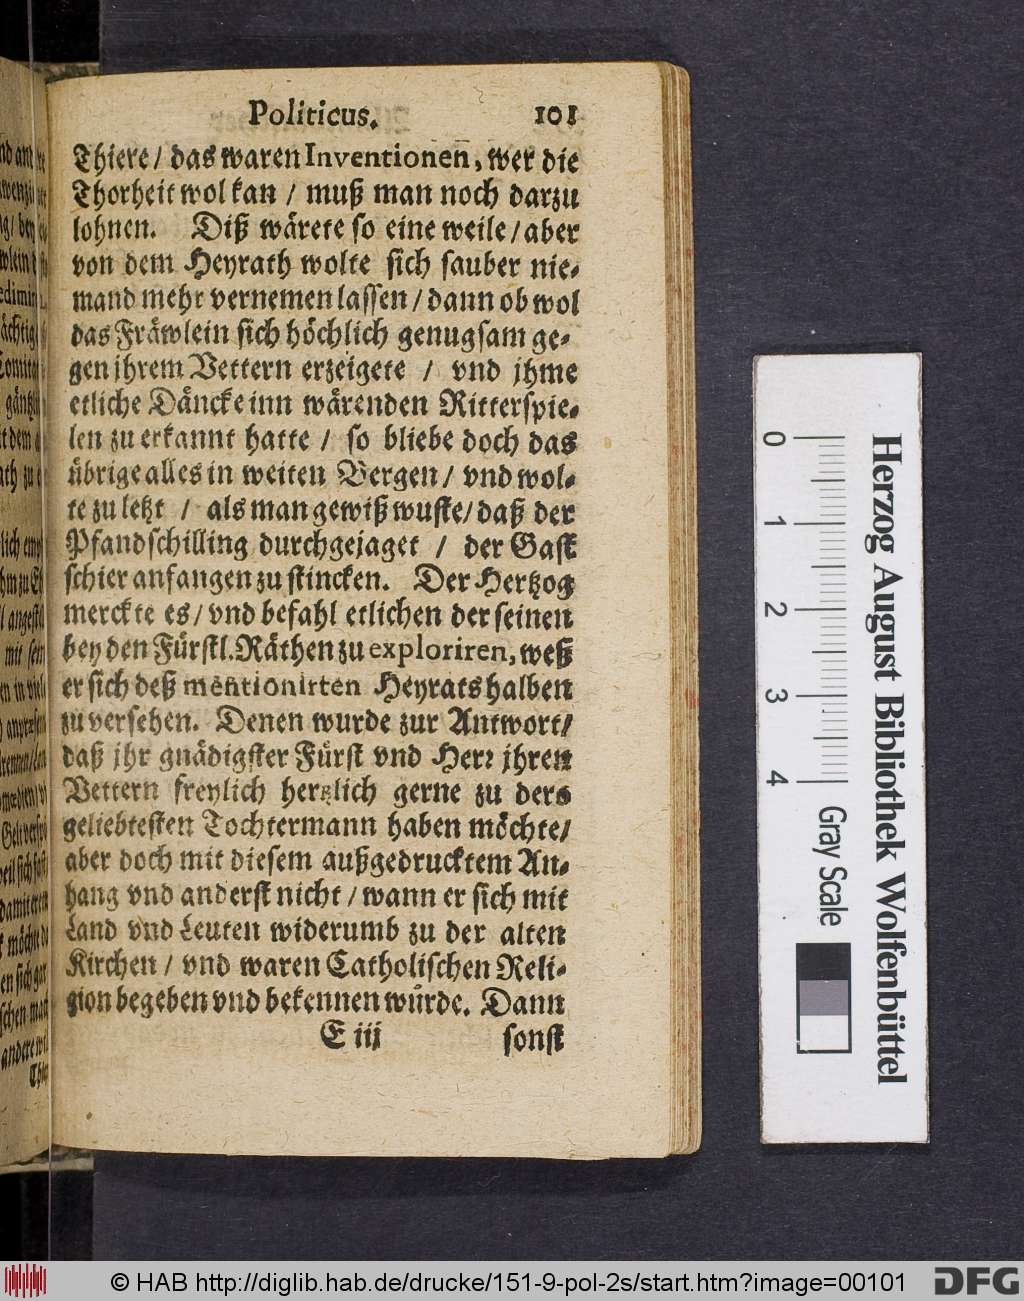 Politicus. 101
Thiere / das waren Inventionen, wer die
Thorheit wol kan / muß man noch darzu
lohnen. Diß wärete so eine weile / aber
von dem Heyrath wolte sich sauber nie-
mand mehr vernemen lassen / dann ob wol
das Fräwlein sich höchlich genugsam ge-
gen jhrem Vettern erzeigete / vnd jhme
etliche Däncke inn wärenden Ritterspie-
len zu erkannt hatte / so bliebe doch das
übrige alles in weiten Bergen / vnd wol-
te zu letzt / als man gewiß wuste / daß der
Pfandschilling durchgejaget / der Gast
schier anfangen zu stincken. Der Hertzog
merckte es / vnd befahl etlichen der seinen
bey den Fürstl. Räthen zu exploriren, weß
er sich deß mentionirten Heyrats halben
zu versehen. Denen wurde zur Antwort /
daß jhr gnädigster Fürst vnd Herr jhren
Vettern freylich hertzlich gerne zu dero
geliebtesten Tochtermann haben möchte /
aber doch mit diesem außgedrucktem An-
hang vnd anderst nicht / wann er sich mit
Land vnd Leuten widerumb zu der alten
Kirchen / vnd waren Catholischen Reli-
gion begeben vnd bekennen würde. Dann
E iij sonst
0 1 2 3 4 Gray Scale
Herzog August Bibliothek Wolfenbüttel
© HAB http://diglib.hab.de/drucke/151-9-pol-2s/start.htm?image=00101
DFG